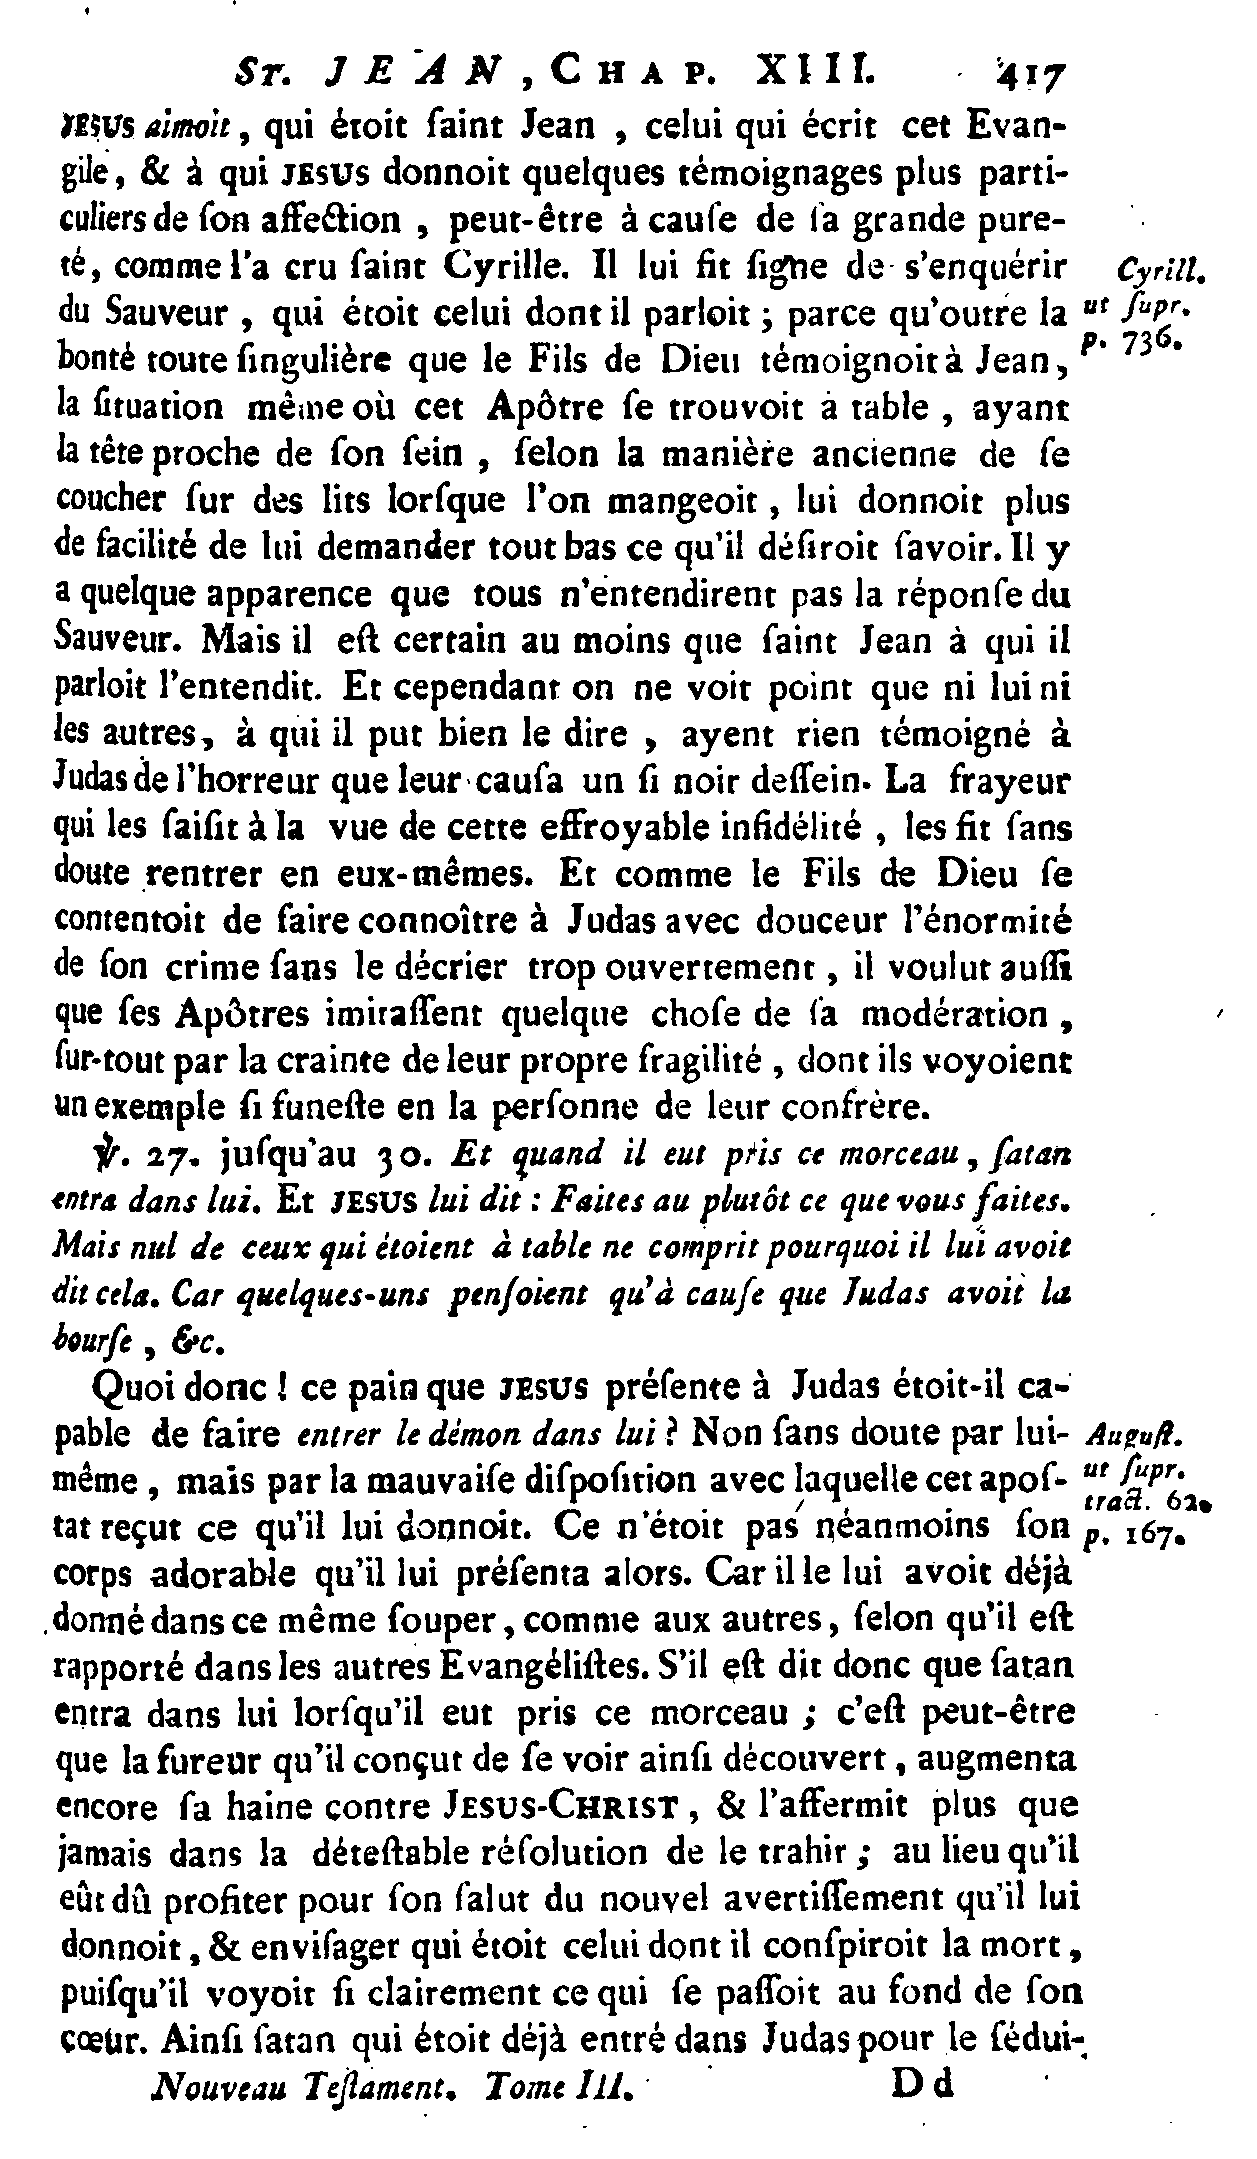 ST. JEAN, CHAP. XIII. 417
JESUS aimoit, qui étoit ſaint Jean, celui qui écrit cet Evan-
gile, & à qui JESUS donnoit quelques témoignages plus parti-
culiers de ſon affection, peut-être à cauſe de ſa grande pure-
té, comme l'a cru ſaint Cyrille. Il lui fit ſigne de s'enquérir
Cyrill.
du Sauveur, qui étoit celui dont il parloit; parce qu'outre la
ut ſupr.
bonté toute ſingulière que le Fils de Dieu témoignoit à Jean,
p. 736.
la ſituation même où cet Apôtre ſe trouvoit à table, ayant
la tête proche de ſon ſein, ſelon la manière ancienne de ſe
coucher ſur des lits lorſque l'on mangeoit, lui donnoit plus
de facilité de lui demander tout bas ce qu'il déſiroit ſavoir. Il y
a quelque apparence que tous n'entendirent pas la réponſe du
Sauveur. Mais il eſt certain au moins que ſaint Jean à qui il
parloit l'entendit. Et cependant on ne voit point que ni lui ni
les autres, à qui il put bien le dire, ayent rien témoigné à
Judas de l'horreur que leur cauſa un ſi noir deſſein. La frayeur
qui les ſaiſit à la vue de cette effroyable infidélité, les fit ſans
doute rentrer en eux-mêmes. Et comme le Fils de Dieu ſe
contentoit de faire connoître à Judas avec douceur l'énormité
de ſon crime ſans le décrier trop ouvertement, il voulut auſſi
que ſes Apôtres imitaſſent quelque choſe de ſa modération,
ſur-tout par la crainte de leur propre fragilité, dont ils voyoient
un exemple ſi funeſte en la perſonne de leur confrère.
℣. 27. juſqu'au 30. Et quand il eut pris ce morceau, ſatan
entra dans lui. Et JESUS lui dit: Faites au plutôt ce que vous faites.
Mais nul de ceux qui étoient à table ne comprit pourquoi il lui avoit
dit cela. Car quelques-uns penſoient qu'à cauſe que Judas avoit la
bourſe, &c.
Quoi donc! ce pain que JESUS préſente à Judas étoit-il ca-
pable de faire entrer le démon dans lui? Non ſans doute par lui-
Auguſt.
même, mais par la mauvaiſe diſpoſition avec laquelle cet apoſ-
ut ſupr.
tract. 62.
tat reçut ce qu'il lui donnoit. Ce n'étoit pas néanmoins ſon
p. 167.
corps adorable qu'il lui préſenta alors. Car il le lui avoit déjà
donné dans ce même ſouper, comme aux autres, ſelon qu'il eſt
rapporté dans les autres Evangéliſtes. S'il eſt dit donc que ſatan
entra dans lui lorſqu'il eut pris ce morceau; c'eſt peut-être
que la fureur qu'il conçut de ſe voir ainſi découvert, augmenta
encore ſa haine contre JESUS-CHRIST, & l'affermit plus que
jamais dans la déteſtable réſolution de le trahir; au lieu qu'il
eût dû profiter pour ſon ſalut du nouvel avertiſſement qu'il lui
donnoit, & enviſager qui étoit celui dont il conſpiroit la mort,
puiſqu'il voyoit ſi clairement ce qui ſe paſſoit au fond de ſon
cœur. Ainſi ſatan qui étoit déjà entré dans Judas pour le ſédui-
Nouveau Teſtament. Tome III. D d